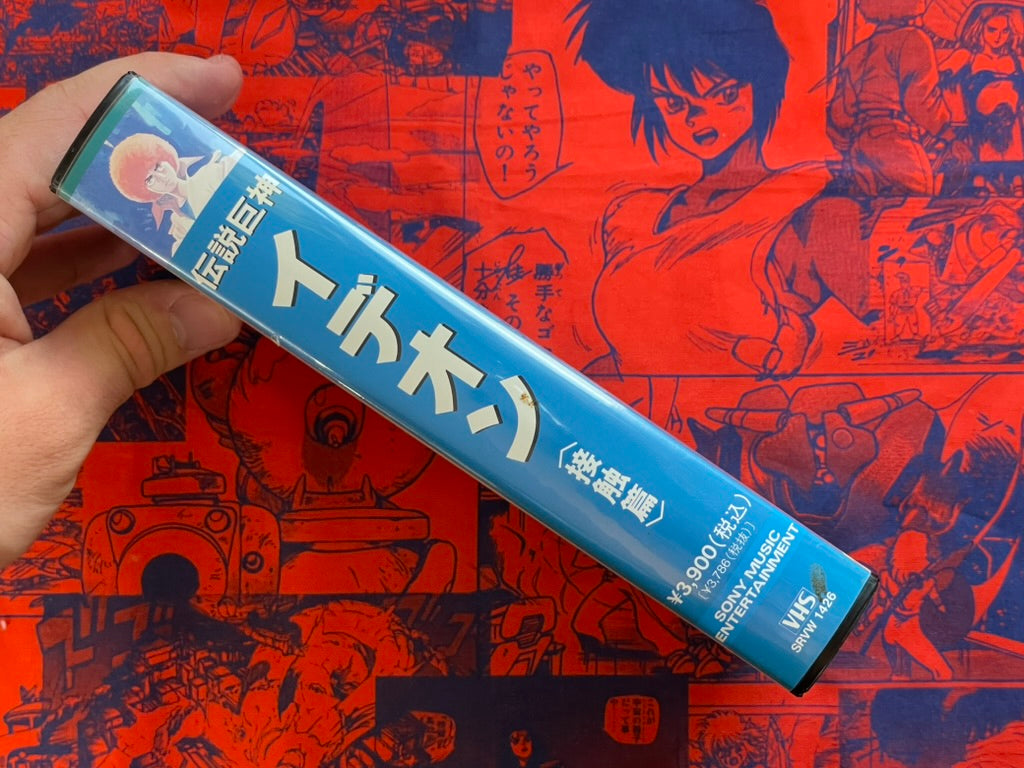 伝説巨神
イデオン
〈接触篇〉
¥3,900(税込)
(¥3,786(税抜))
SONY MUSIC
ENTERTAINMENT
VHS
SRVW 1426
やってやろう
じゃないの!
勝手なゴ